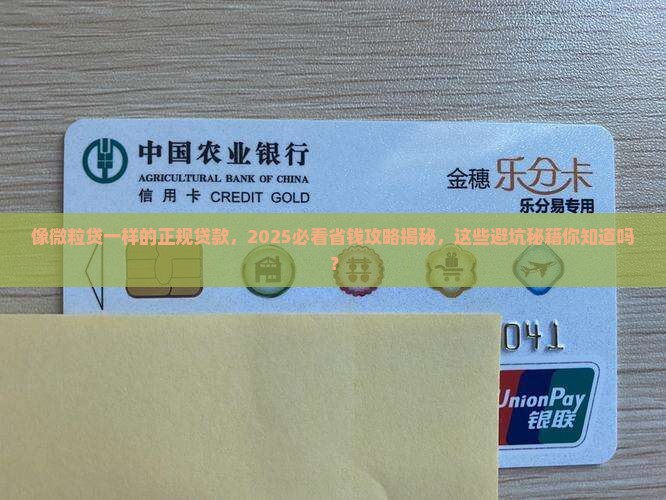 中国农业银行
AGRICULTURAL BANK OF CHINA
信用卡 CREDIT GOLD
金穗 乐分卡
乐分易专用
像微粒贷一样的正规贷款，2025必看省钱攻略揭秘，这些避坑秘籍你知道吗
？
041
UnionPay
银联